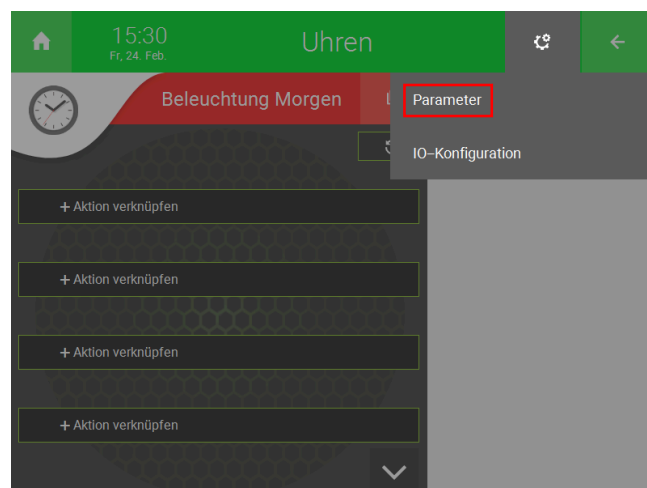 15:30
Fr, 24. Feb.
Uhren
Beleuchtung Morgen
Parameter
IO–Konfiguration
+ Aktion verknüpfen
+ Aktion verknüpfen
+ Aktion verknüpfen
+ Aktion verknüpfen